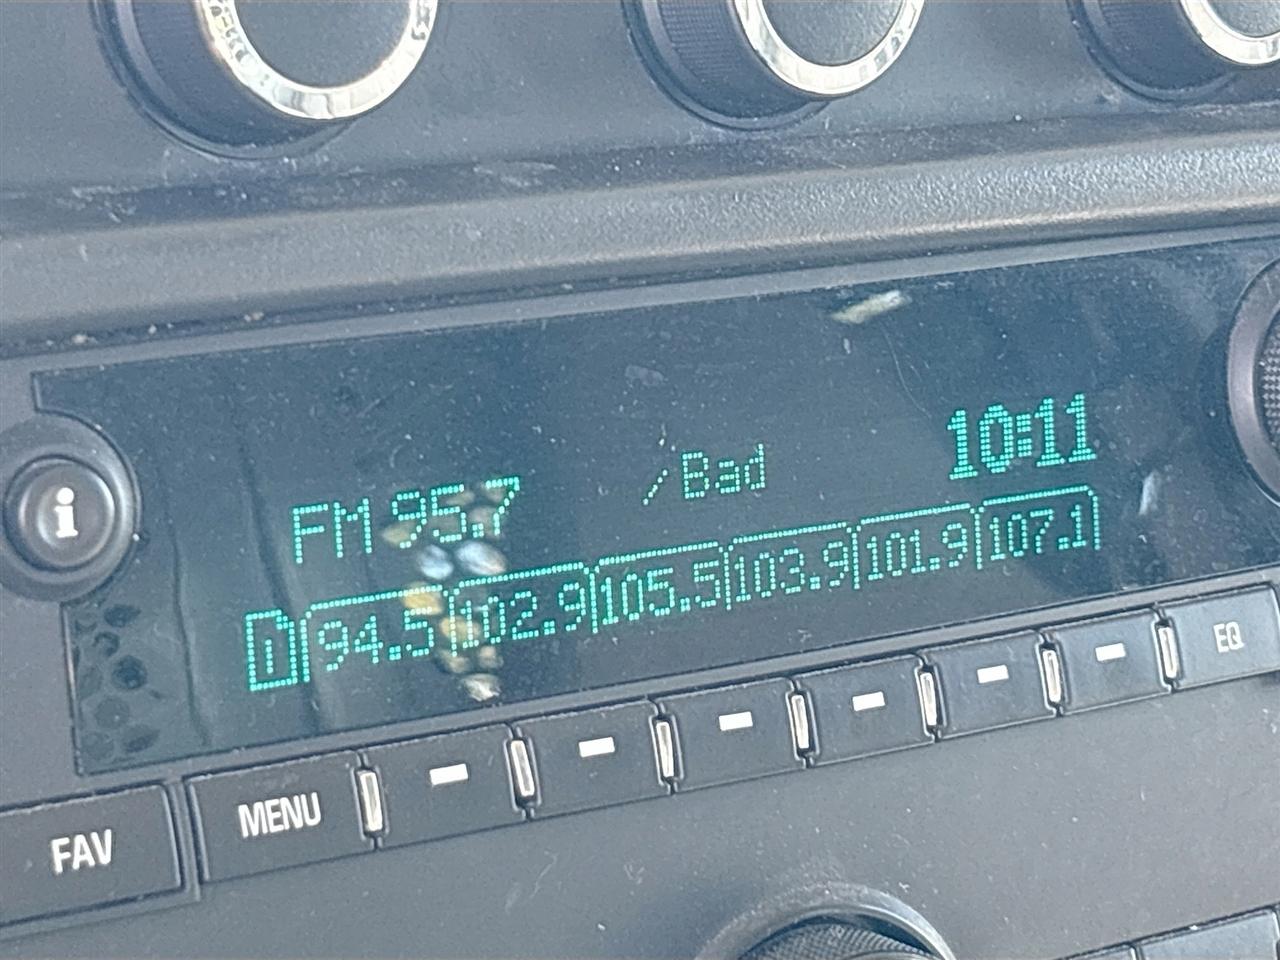 FM 95.7 / Bad 10:11
1 94.5 102.9 105.5 103.9 101.9 107.1
i
FAV MENU EQ